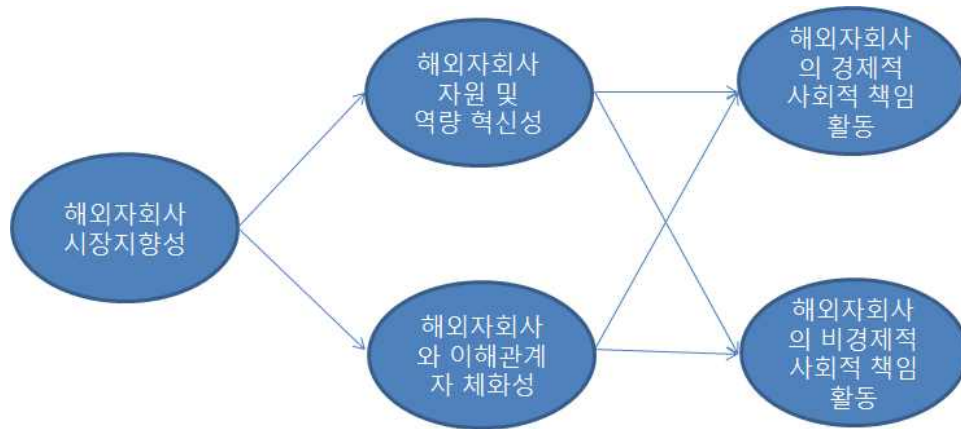 해외자회사
시장지향성
해외자회사
자원 및
역량 혁신성
해외자회사
와 이해관계
자 체화성
해외자회사
의 경제적
사회적 책임
활동
해외자회사
의 비경제적
사회적 책임
활동